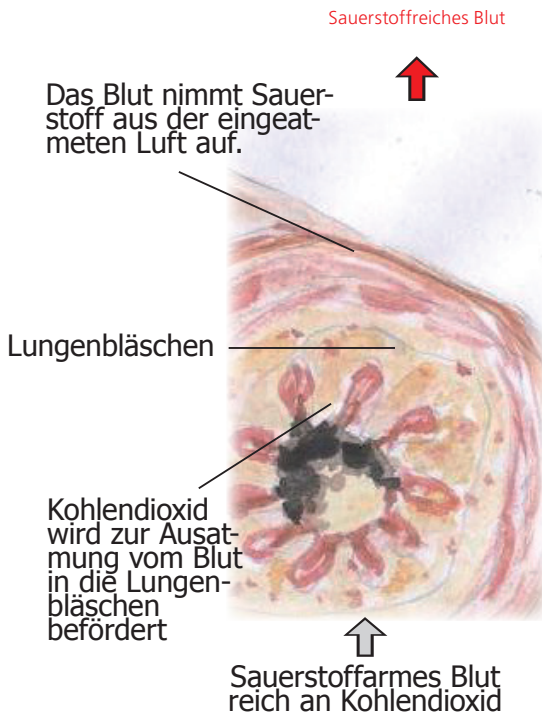 Sauerstoffreiches Blut
Das Blut nimmt Sauer-
stoff aus der eingeat-
meten Luft auf.
Lungenbläschen
Kohlendioxid
wird zur Ausat-
mung vom Blut
in die Lungen-
bläschen
befördert
Sauerstoffarmes Blut
reich an Kohlendioxid